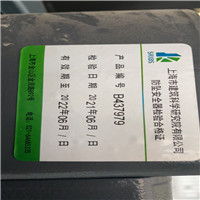 SRIBS
上海市建筑科学研究院有限公司
防坠安全器检验合格证
产品编号 B437979
检验日期 2021年06月/日
有效期至 2022年06月/日